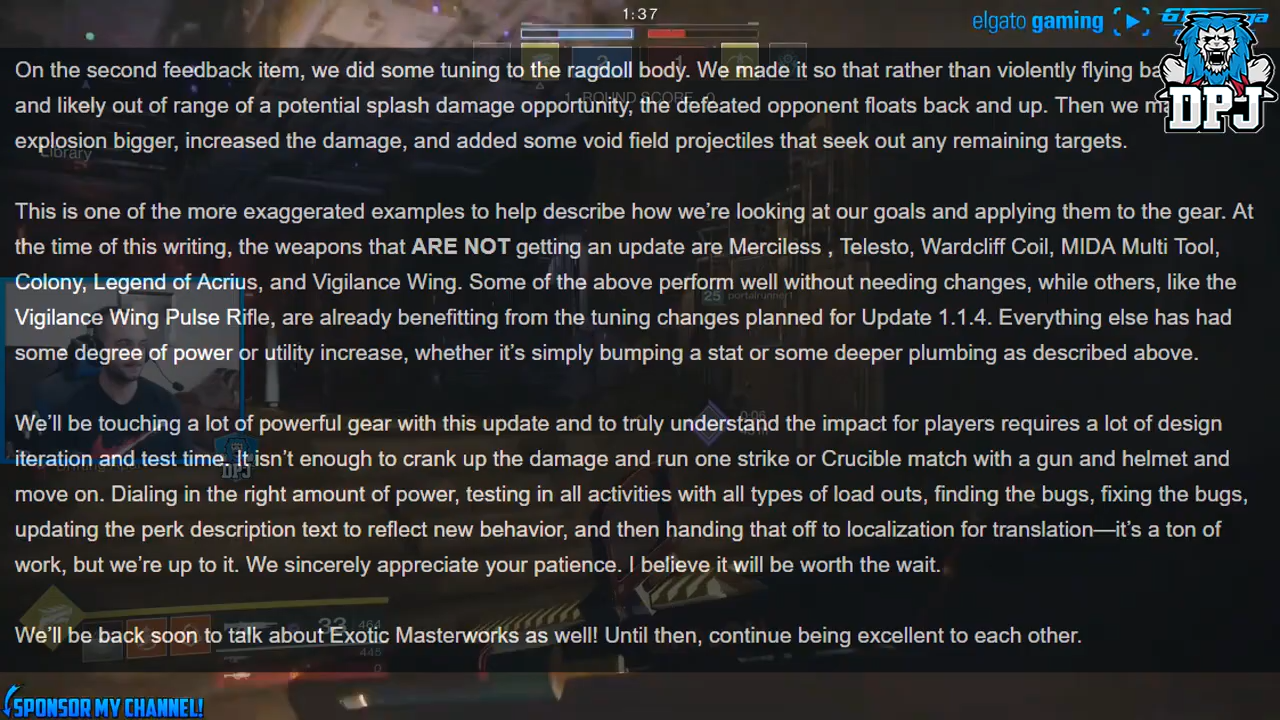 1:37
elgato gaming
On the second feedback item, we did some tuning to the ragdoll body. We made it so that rather than violently flying
and likely out of range of a potential splash damage opportunity, the defeated opponent floats back and up. Then we
ROUND SCORE
DPJ
explosion bigger, increased the damage, and added some void field projectiles that seek out any remaining targets.
Library
This is one of the more exaggerated examples to help describe how we’re looking at our goals and applying them to the gear. At
the time of this writing, the weapons that ARE NOT getting an update are Merciless , Telesto, Wardcliff Coil, MIDA Multi Tool,
Colony, Legend of Acrius, and Vigilance Wing. Some of the above perform well without needing changes, while others, like the
25 portalrunner1
Vigilance Wing Pulse Rifle, are already benefitting from the tuning changes planned for Update 1.1.4. Everything else has had
some degree of power or utility increase, whether it’s simply bumping a stat or some deeper plumbing as described above.
0:06
We’ll be touching a lot of powerful gear with this update and to truly understand the impact for players requires a lot of design
iteration and test time. It isn’t enough to crank up the damage and run one strike or Crucible match with a gun and helmet and
DPJ
move on. Dialing in the right amount of power, testing in all activities with all types of load outs, finding the bugs, fixing the bugs,
updating the perk description text to reflect new behavior, and then handing that off to localization for translation—it’s a ton of
work, but we’re up to it. We sincerely appreciate your patience. I believe it will be worth the wait.
33 464
We’ll be back soon to talk about Exotic Masterworks as well! Until then, continue being excellent to each other.
445
0
SPONSOR MY CHANNEL!